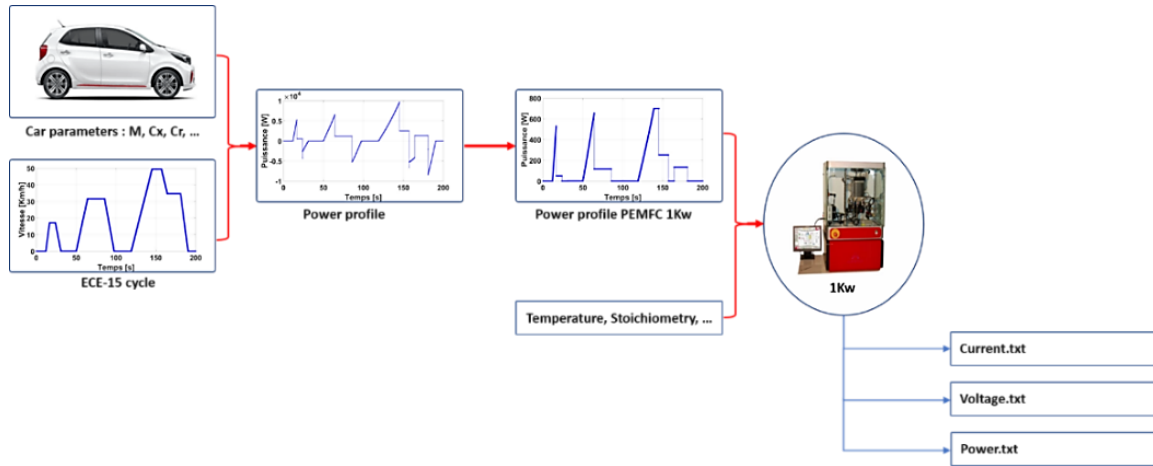 Car parameters : M, Cx, Cr, ...
Vitesse [Km/h]
50
40
30
20
10
0
0
50
100
150
200
Temps [s]
ECE-15 cycle
×10⁴
Puissance [W]
1
0.5
0
-0.5
-1
0
50
100
150
200
Temps [s]
Power profile
Puissance [W]
800
600
400
200
0
0
50
100
150
200
Temps [s]
Power profile PEMFC 1Kw
Temperature, Stoichiometry, ...
1Kw
Current.txt
Voltage.txt
Power.txt